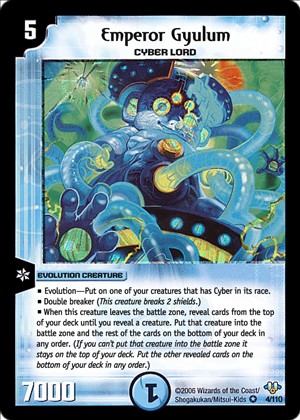 5
Emperor Gyulum
CYBER LORD
EVOLUTION CREATURE
■ Evolution—Put on one of your creatures that has Cyber in its race.
■ Double breaker (This creature breaks 2 shields.)
■ When this creature leaves the battle zone, reveal cards from the
top of your deck until you reveal a creature. Put that creature into the
battle zone and the rest of the cards on the bottom of your deck in
any order. (If you can't put that creature into the battle zone it
stays on the top of your deck. Put the other revealed cards on the
bottom of your deck in any order.)
7000
©2006 Wizards of the Coast/
Shogakukan/Mitsui-Kids
4/110